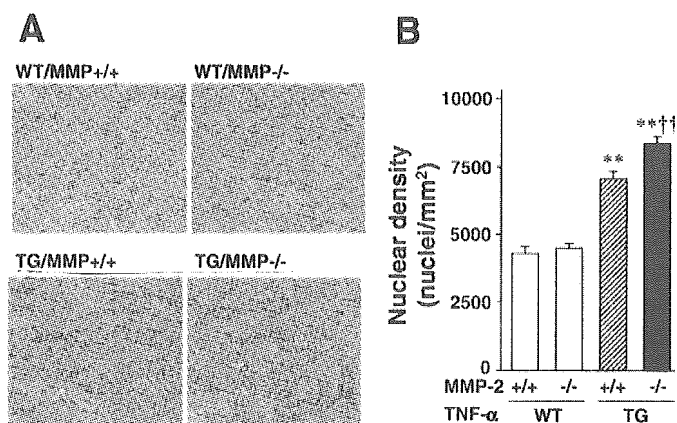 A
WT/MMP+/+ WT/MMP-/-
TG/MMP+/+ TG/MMP-/-
B
Nuclear density
(nuclei/mm²)
10000
7500
5000
2500
0
**
**††
MMP-2 +/+ -/- +/+ -/-
TNF-α WT TG